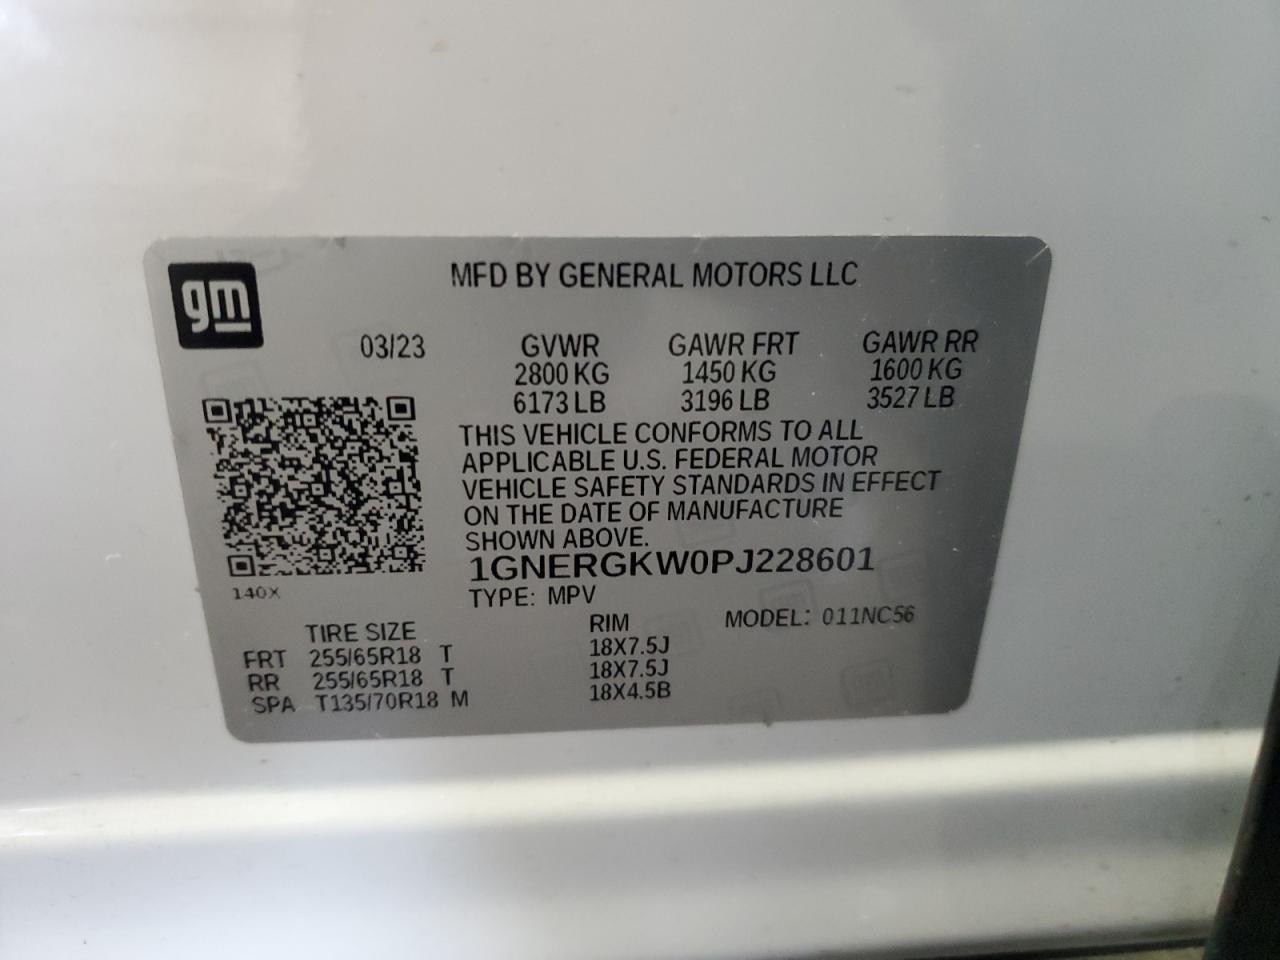 gm
MFD BY GENERAL MOTORS LLC
03/23 GVWR GAWR FRT GAWR RR
2800 KG 1450 KG 1600 KG
6173 LB 3196 LB 3527 LB
THIS VEHICLE CONFORMS TO ALL
APPLICABLE U.S. FEDERAL MOTOR
VEHICLE SAFETY STANDARDS IN EFFECT
ON THE DATE OF MANUFACTURE
SHOWN ABOVE.
1GNERGKW0PJ228601
140X
TYPE: MPV
MODEL: 011NC56
TIRE SIZE RIM
FRT 255/65R18 T 18X7.5J
RR 255/65R18 T 18X7.5J
SPA T135/70R18 M 18X4.5B